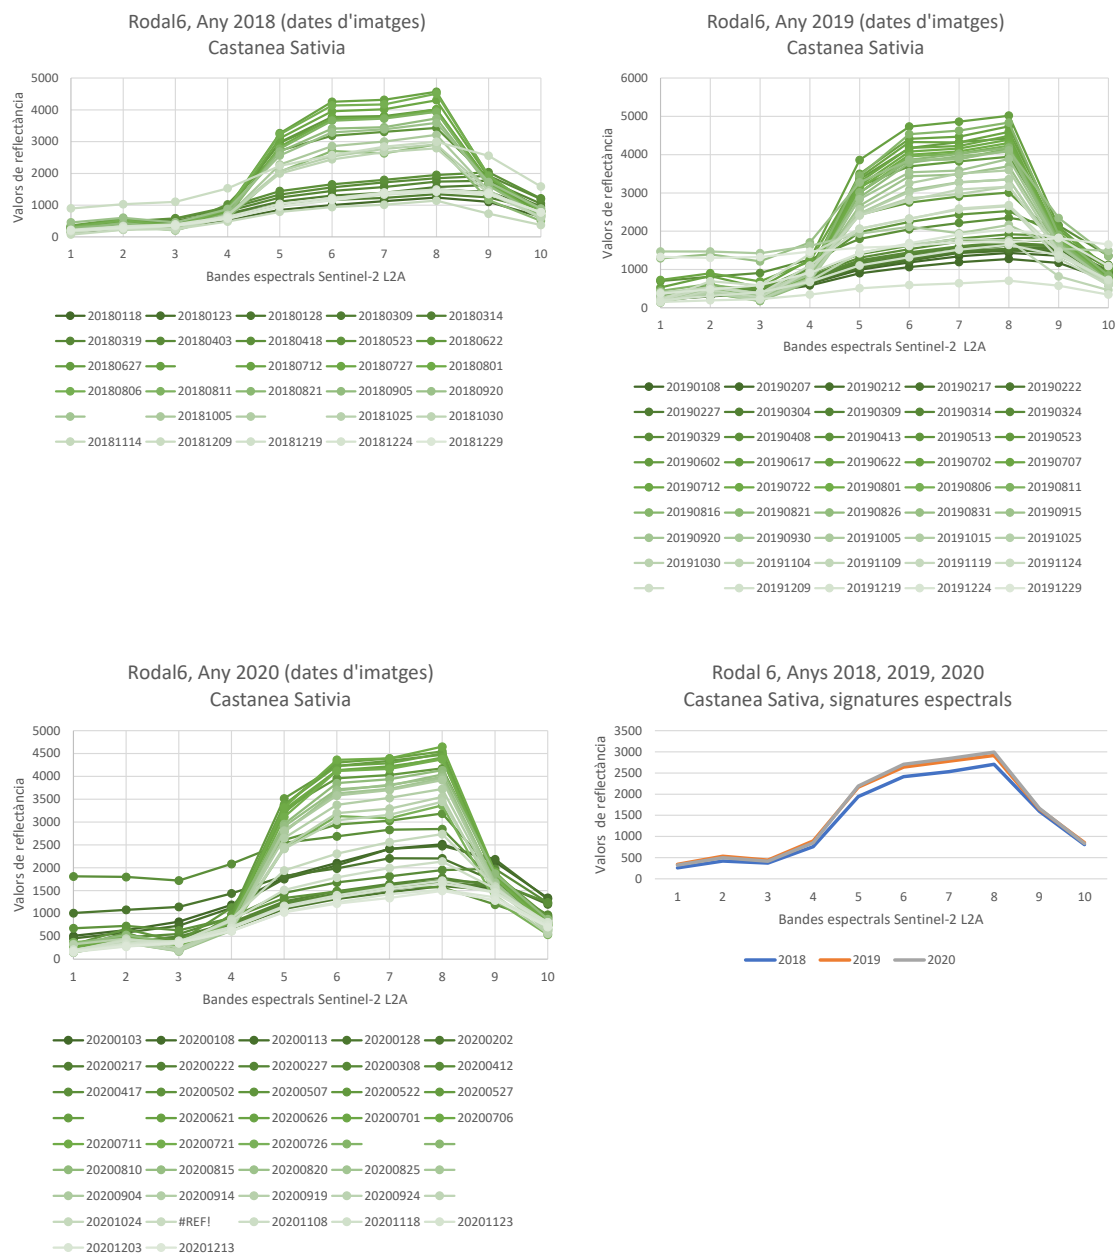 Rodal6, Any 2018 (dates d'imatges)
Castanea Sativia
Valors de reflectància
5000
4000
3000
2000
1000
0
1 2 3 4 5 6 7 8 9 10
Bandes espectrals Sentinel-2 L2A
20180118 20180123 20180128 20180309 20180314
20180319 20180403 20180418 20180523 20180622
20180627 20180712 20180727 20180801
20180806 20180811 20180821 20180905 20180920
20181005 20181025 20181030
20181114 20181209 20181219 20181224 20181229
Rodal6, Any 2019 (dates d'imatges)
Castanea Sativia
Valors de reflectància
6000
5000
4000
3000
2000
1000
0
1 2 3 4 5 6 7 8 9 10
Bandes espectrals Sentinel-2 L2A
20190108 20190207 20190212 20190217 20190222
20190227 20190304 20190309 20190314 20190324
20190329 20190408 20190413 20190513 20190523
20190602 20190617 20190622 20190702 20190707
20190712 20190722 20190801 20190806 20190811
20190816 20190821 20190826 20190831 20190915
20190920 20190930 20191005 20191015 20191025
20191030 20191104 20191109 20191119 20191124
20191209 20191219 20191224 20191229
Rodal6, Any 2020 (dates d'imatges)
Castanea Sativia
Valors de reflectància
5000
4500
4000
3500
3000
2500
2000
1500
1000
500
0
1 2 3 4 5 6 7 8 9 10
Bandes espectrals Sentinel-2 L2A
20200103 20200108 20200113 20200128 20200202
20200217 20200222 20200227 20200308 20200412
20200417 20200502 20200507 20200522 20200527
20200621 20200626 20200701 20200706
20200711 20200721 20200726
20200810 20200815 20200820 20200825
20200904 20200914 20200919 20200924
20201024 #REF! 20201108 20201118 20201123
20201203 20201213
Rodal 6, Anys 2018, 2019, 2020
Castanea Sativa, signatures espectrals
Valors de reflectància
3500
3000
2500
2000
1500
1000
500
0
1 2 3 4 5 6 7 8 9 10
Bandes espectrals Sentinel-2 L2A
2018 2019 2020